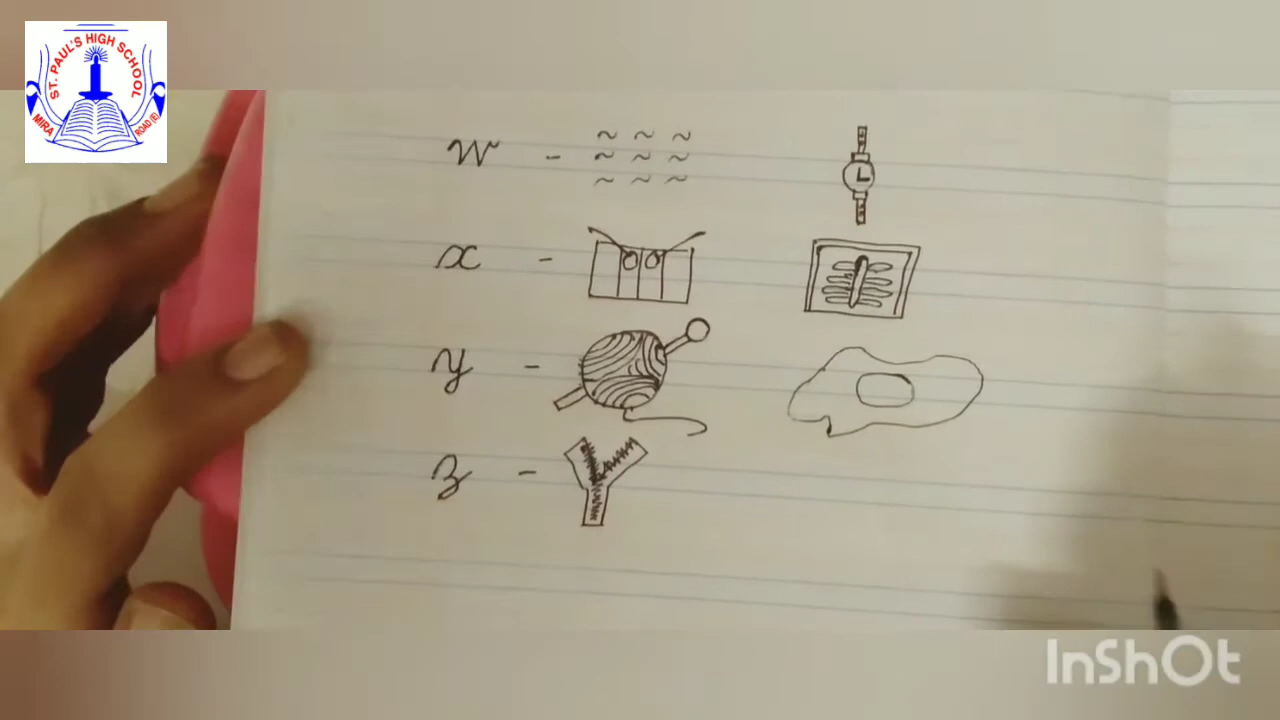 ST. PAUL'S HIGH SCHOOL
MIRA ROAD (E)
w -
x -
y -
z -
InShOt